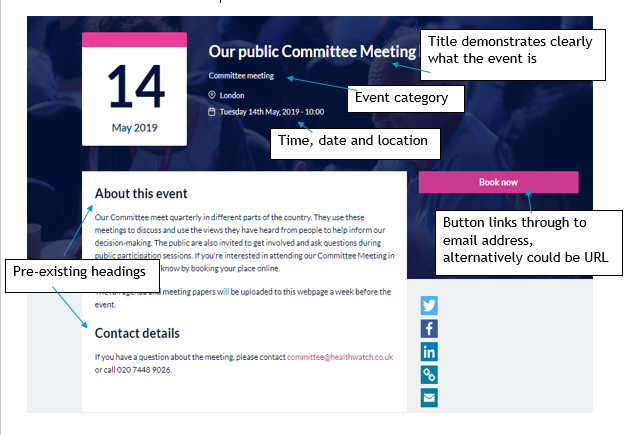 Our public Committee Meeting
Title demonstrates clearly
what the event is
14
May 2019
Committee meeting
Event category
London
Tuesday 14th May, 2019 - 10:00
Time, date and location
Book now
Button links through to
email address,
alternatively could be URL
About this event
Our Committee meet quarterly in different parts of the country. They use these
meetings to discuss and use the views they have heard from people to help inform our
decision-making. The public are also invited to get involved and ask questions during
public participation sessions. If you're interested in attending our Committee Meeting in
know by booking your place online.
Pre-existing headings
agenda and meeting papers will be uploaded to this webpage a week before the
event.
Contact details
If you have a question about the meeting, please contact committee@healthwatch.co.uk
or call 020 7448 9026.